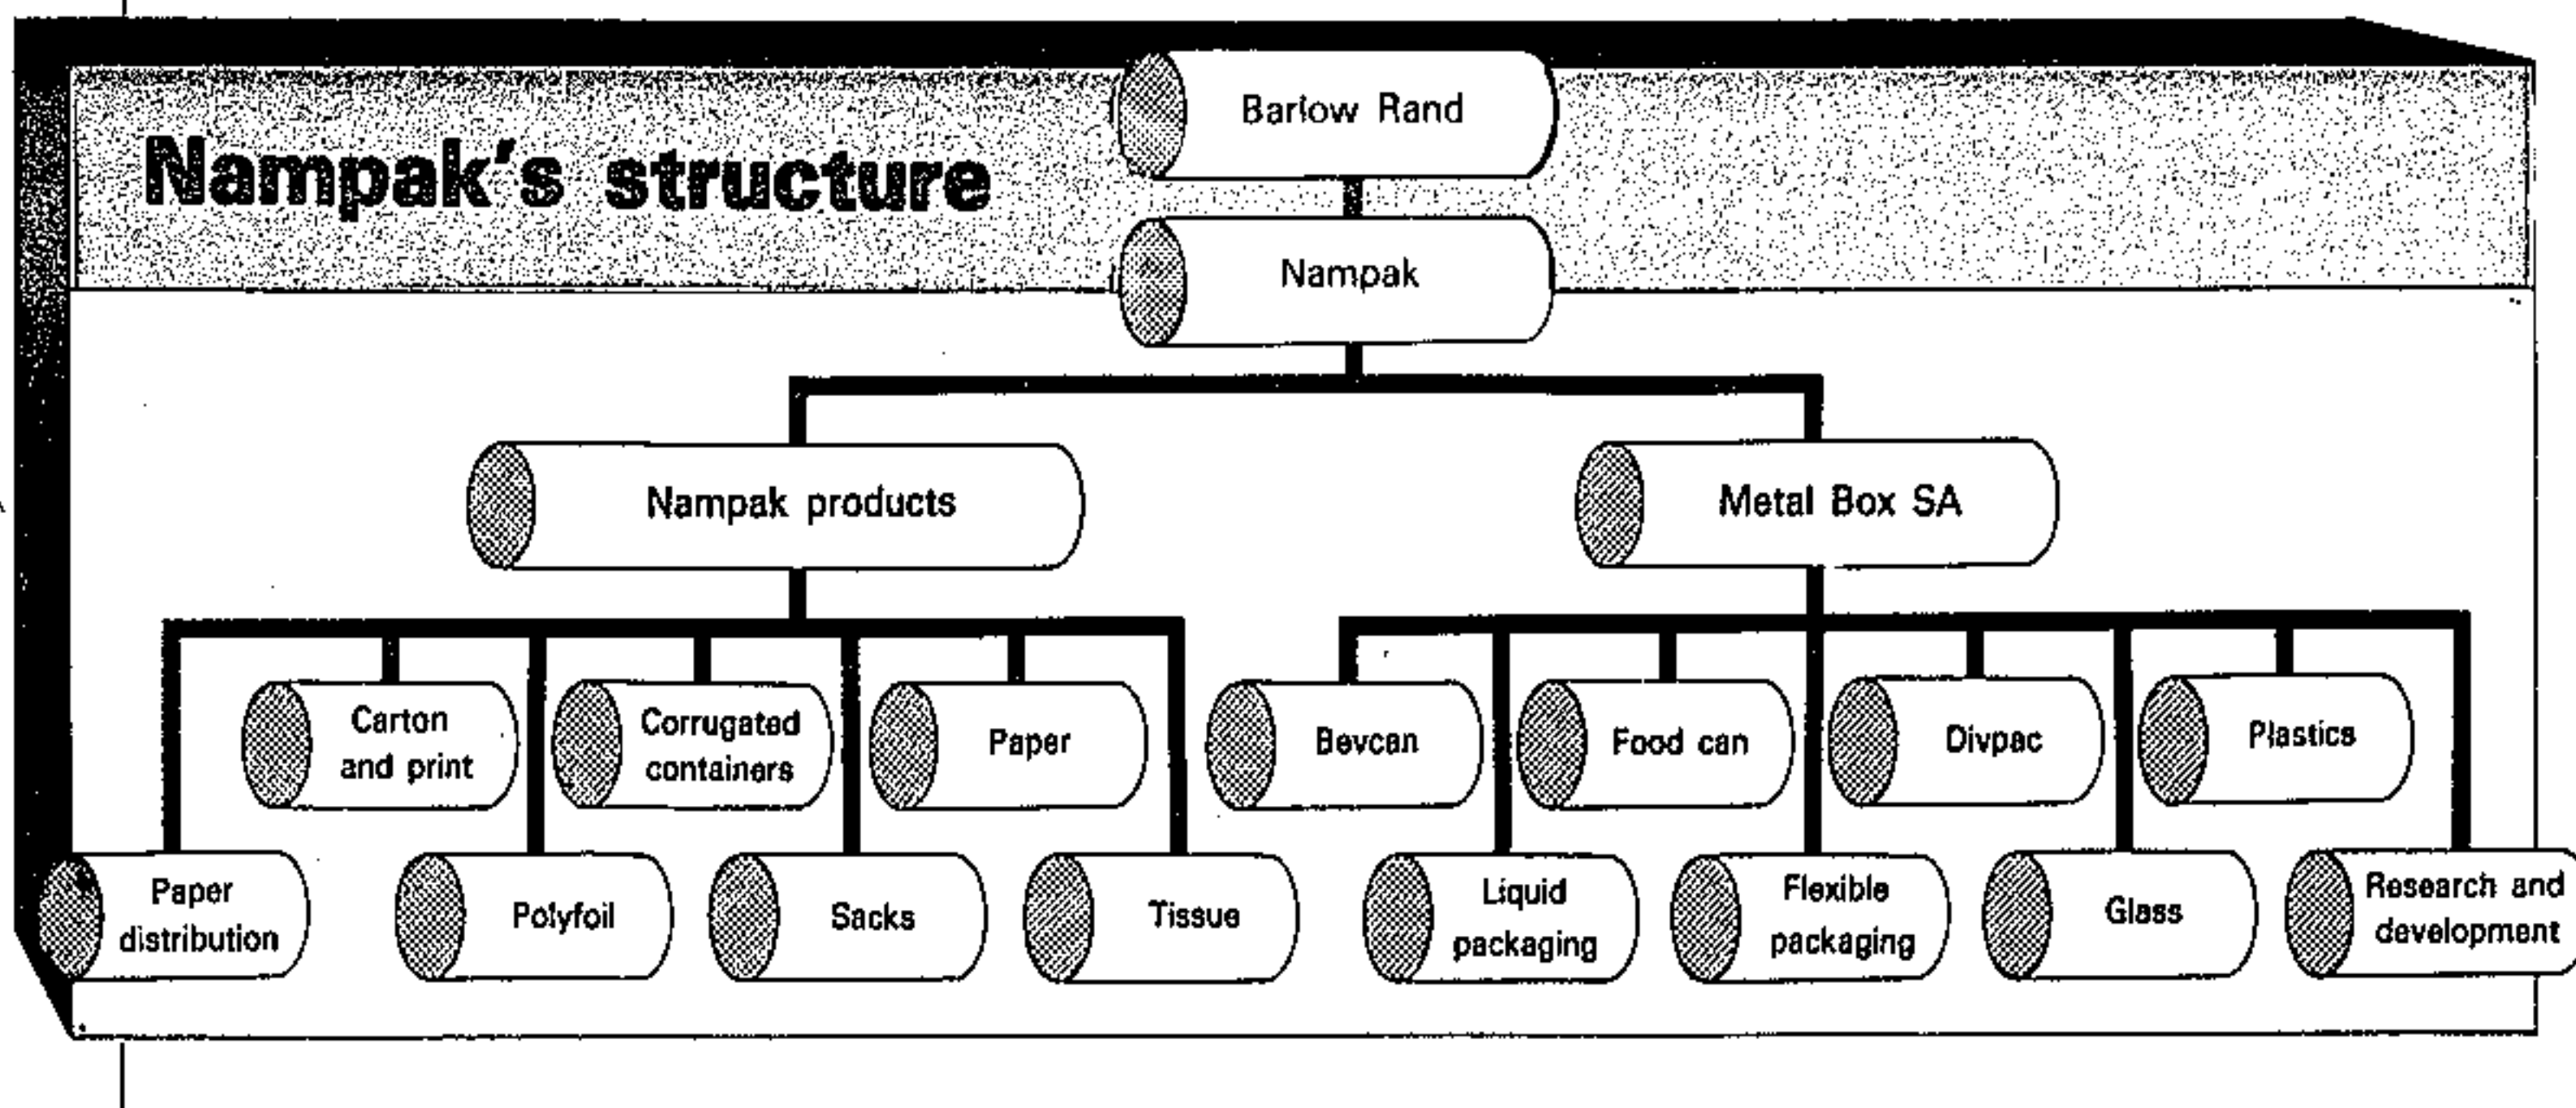 Barlow Rand
Nampak's structure
Nampak
Nampak products
Metal Box SA
Carton
and print
Corrugated
containers
Paper
Bevcan
Food can
Divpac
Plastics
Paper
distribution
Polyfoil
Sacks
Tissue
Liquid
packaging
Flexible
packaging
Glass
Research and
development